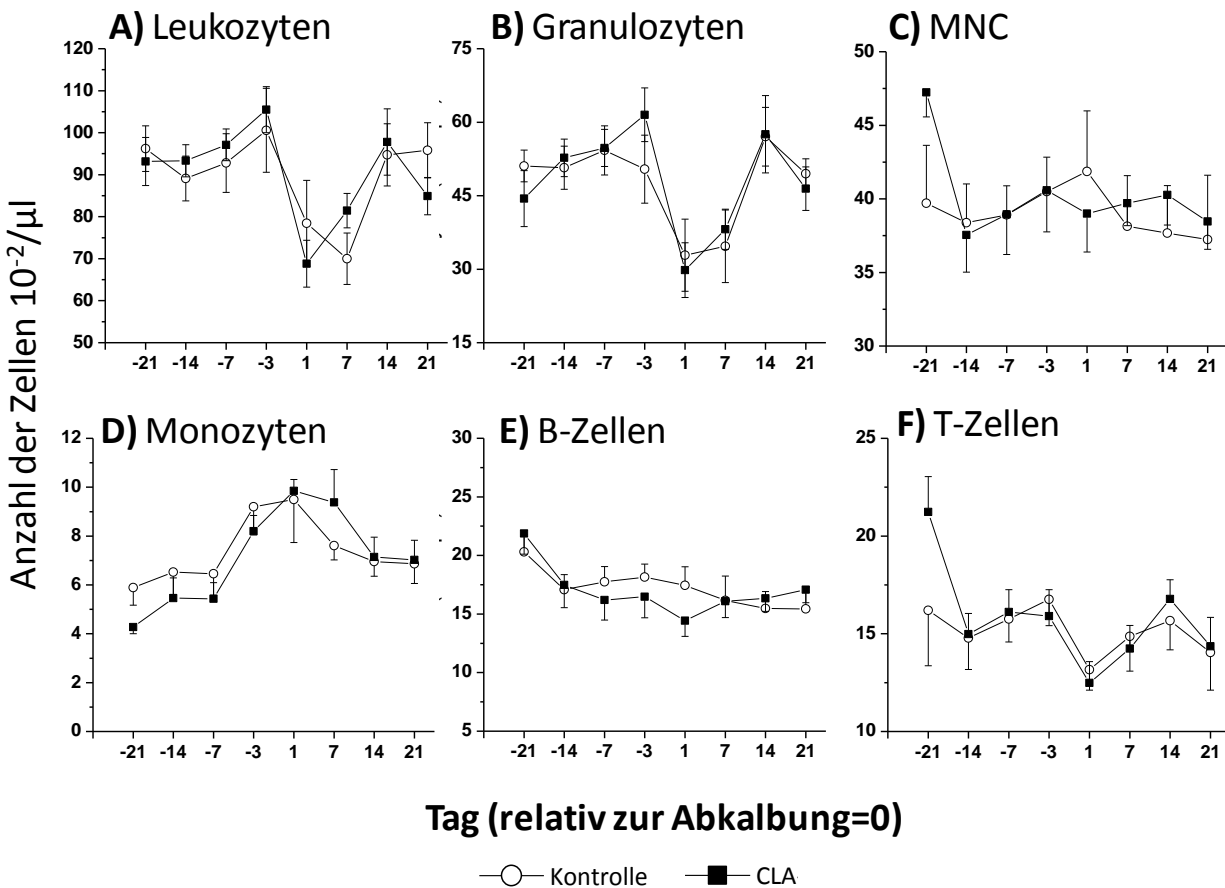 A) Leukozyten
120
110
100
90
80
70
60
50
-21 -14 -7 -3 1 7 14 21
B) Granulozyten
75
60
45
30
15
-21 -14 -7 -3 1 7 14 21
C) MNC
50
45
40
35
30
-21 -14 -7 -3 1 7 14 21
Anzahl der Zellen 10-2/µl
D) Monozyten
12
10
8
6
4
2
0
-21 -14 -7 -3 1 7 14 21
E) B-Zellen
30
25
20
15
10
5
-21 -14 -7 -3 1 7 14 21
F) T-Zellen
25
20
15
10
-21 -14 -7 -3 1 7 14 21
Tag (relativ zur Abkalbung=0)
Kontrolle CLA